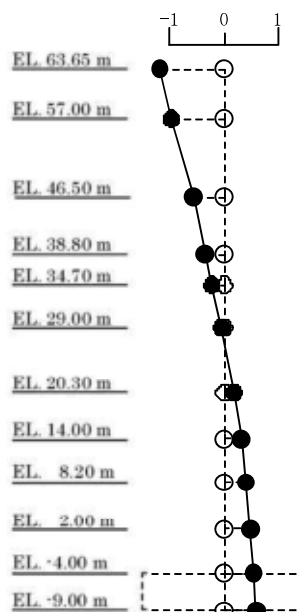 −1 0 1
EL. 63.65 m
EL. 57.00 m
EL. 46.50 m
EL. 38.80 m
EL. 34.70 m
EL. 29.00 m
EL. 20.30 m
EL. 14.00 m
EL. 8.20 m
EL. 2.00 m
EL. -4.00 m
EL. -9.00 m